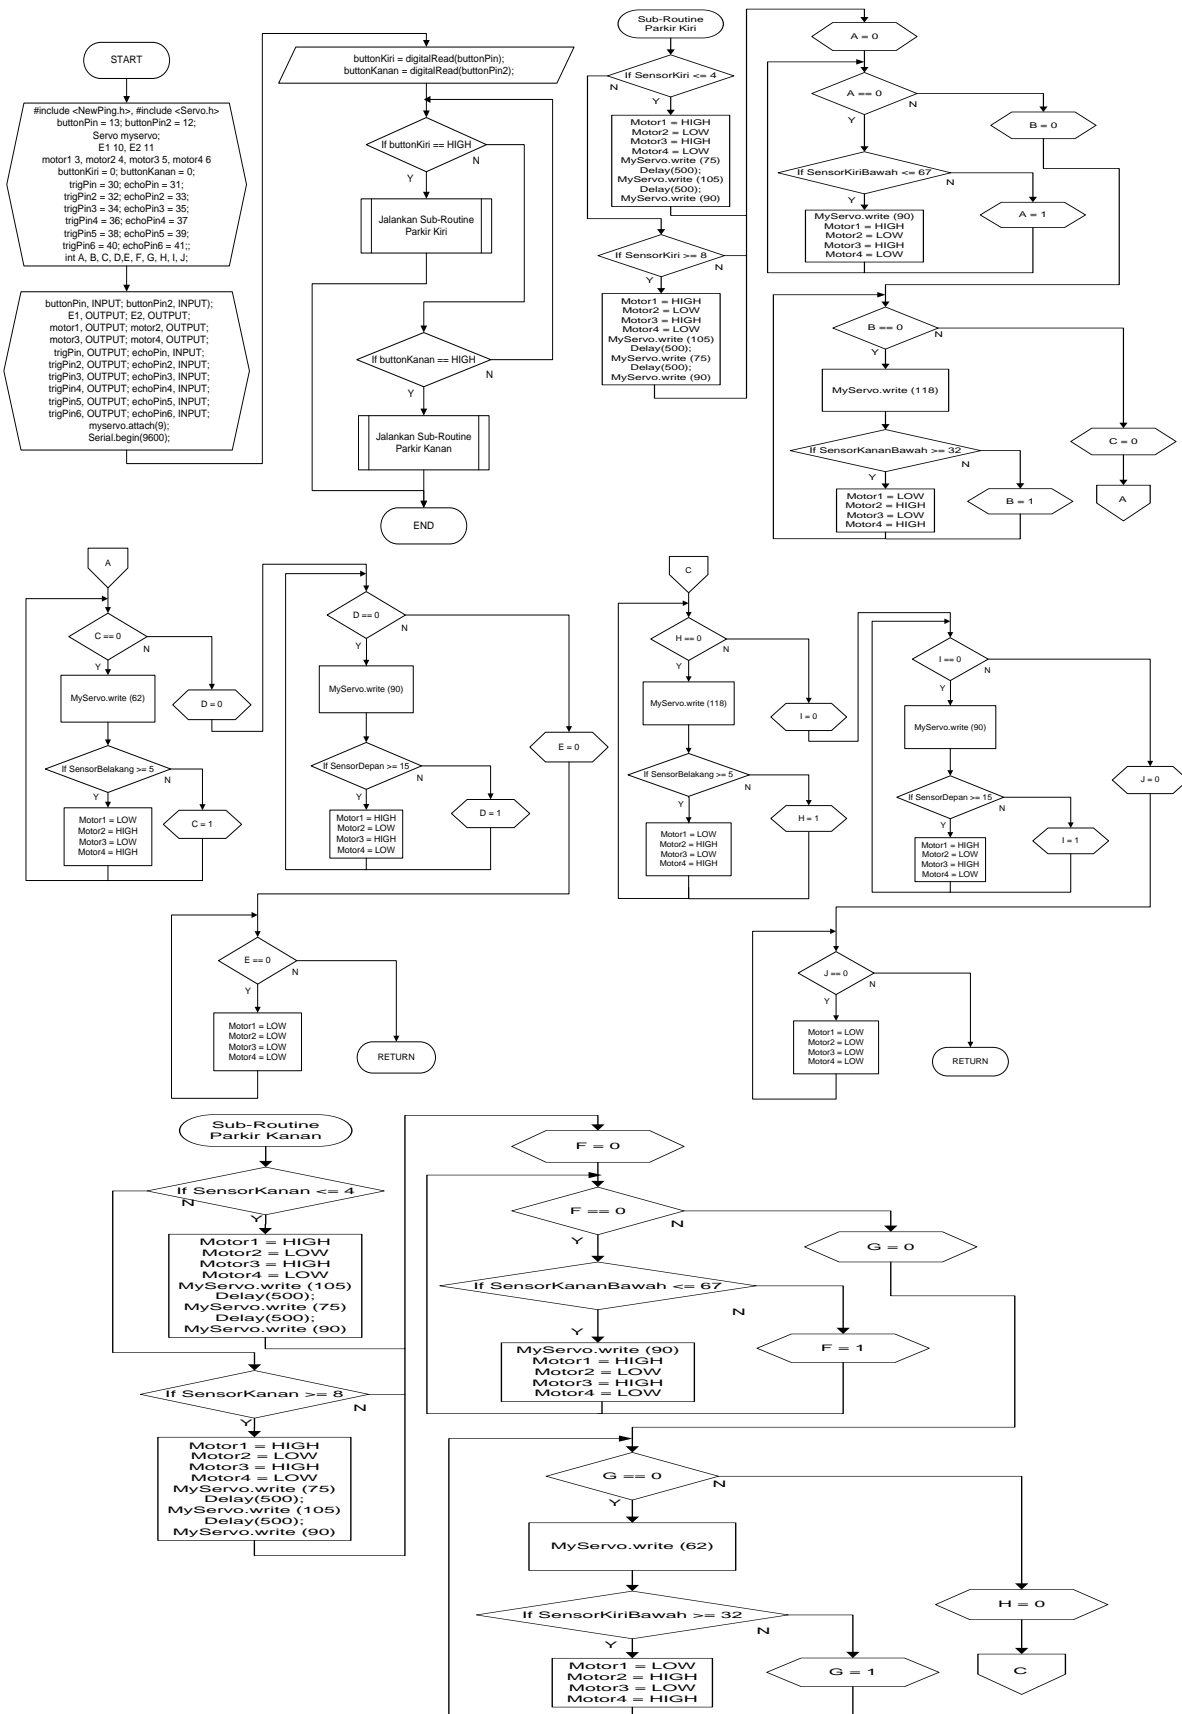 START
#include <NewPing.h>, #include <Servo.h>
buttonPin = 13; buttonPin2 = 12;
Servo myservo;
E1 10, E2 11
motor1 3, motor2 4, motor3 5, motor4 6
buttonKiri = 0; buttonKanan = 0;
trigPin = 30; echoPin = 31;
trigPin2 = 32; echoPin2 = 33;
trigPin3 = 34; echoPin3 = 35;
trigPin4 = 36; echoPin4 = 37
trigPin5 = 38; echoPin5 = 39;
trigPin6 = 40; echoPin6 = 41;;
int A, B, C, D,E, F, G, H, I, J;
buttonPin, INPUT; buttonPin2, INPUT);
E1, OUTPUT; E2, OUTPUT;
motor1, OUTPUT; motor2, OUTPUT;
motor3, OUTPUT; motor4, OUTPUT;
trigPin, OUTPUT; echoPin, INPUT;
trigPin2, OUTPUT; echoPin2, INPUT;
trigPin3, OUTPUT; echoPin3, INPUT;
trigPin4, OUTPUT; echoPin4, INPUT;
trigPin5, OUTPUT; echoPin5, INPUT;
trigPin6, OUTPUT; echoPin6, INPUT;
myservo.attach(9);
Serial.begin(9600);
buttonKiri = digitalRead(buttonPin);
buttonKanan = digitalRead(buttonPin2);
If buttonKiri == HIGH
N
Y
Jalankan Sub-Routine
Parkir Kiri
If buttonKanan == HIGH
N
Y
Jalankan Sub-Routine
Parkir Kanan
END
Sub-Routine
Parkir Kiri
If SensorKiri <= 4
N
Y
Motor1 = HIGH
Motor2 = LOW
Motor3 = HIGH
Motor4 = LOW
MyServo.write (75)
Delay(500);
MyServo.write (105)
Delay(500);
MyServo.write (90)
If SensorKiri >= 8
N
Y
Motor1 = HIGH
Motor2 = LOW
Motor3 = HIGH
Motor4 = LOW
MyServo.write (105)
Delay(500);
MyServo.write (75)
Delay(500);
MyServo.write (90)
A = 0
A == 0
N
Y
B = 0
If SensorKiriBawah <= 67
N
Y
A = 1
MyServo.write (90)
Motor1 = HIGH
Motor2 = LOW
Motor3 = HIGH
Motor4 = LOW
B == 0
N
Y
MyServo.write (118)
C = 0
If SensorKananBawah >= 32
N
Y
Motor1 = LOW
Motor2 = HIGH
Motor3 = LOW
Motor4 = HIGH
B = 1
A
A
C == 0
N
Y
MyServo.write (62)
D = 0
If SensorBelakang >= 5
N
Y
Motor1 = LOW
Motor2 = HIGH
Motor3 = LOW
Motor4 = HIGH
C = 1
D == 0
N
Y
MyServo.write (90)
E = 0
If SensorDepan >= 15
N
Y
Motor1 = HIGH
Motor2 = LOW
Motor3 = HIGH
Motor4 = LOW
D = 1
E == 0
N
Y
Motor1 = LOW
Motor2 = LOW
Motor3 = LOW
Motor4 = LOW
RETURN
C
H == 0
N
Y
MyServo.write (118)
I = 0
If SensorBelakang >= 5
N
Y
Motor1 = LOW
Motor2 = HIGH
Motor3 = LOW
Motor4 = HIGH
H = 1
I == 0
N
Y
MyServo.write (90)
J = 0
If SensorDepan >= 15
N
Y
Motor1 = HIGH
Motor2 = LOW
Motor3 = HIGH
Motor4 = LOW
I = 1
J == 0
N
Y
Motor1 = LOW
Motor2 = LOW
Motor3 = LOW
Motor4 = LOW
RETURN
Sub-Routine
Parkir Kanan
If SensorKanan <= 4
N
Y
Motor1 = HIGH
Motor2 = LOW
Motor3 = HIGH
Motor4 = LOW
MyServo.write (105)
Delay(500);
MyServo.write (75)
Delay(500);
MyServo.write (90)
If SensorKanan >= 8
N
Y
Motor1 = HIGH
Motor2 = LOW
Motor3 = HIGH
Motor4 = LOW
MyServo.write (75)
Delay(500);
MyServo.write (105)
Delay(500);
MyServo.write (90)
F = 0
F == 0
N
Y
G = 0
If SensorKananBawah <= 67
N
Y
F = 1
MyServo.write (90)
Motor1 = HIGH
Motor2 = LOW
Motor3 = HIGH
Motor4 = LOW
G == 0
N
Y
MyServo.write (62)
H = 0
If SensorKiriBawah >= 32
N
Y
Motor1 = LOW
Motor2 = HIGH
Motor3 = LOW
Motor4 = HIGH
G = 1
C